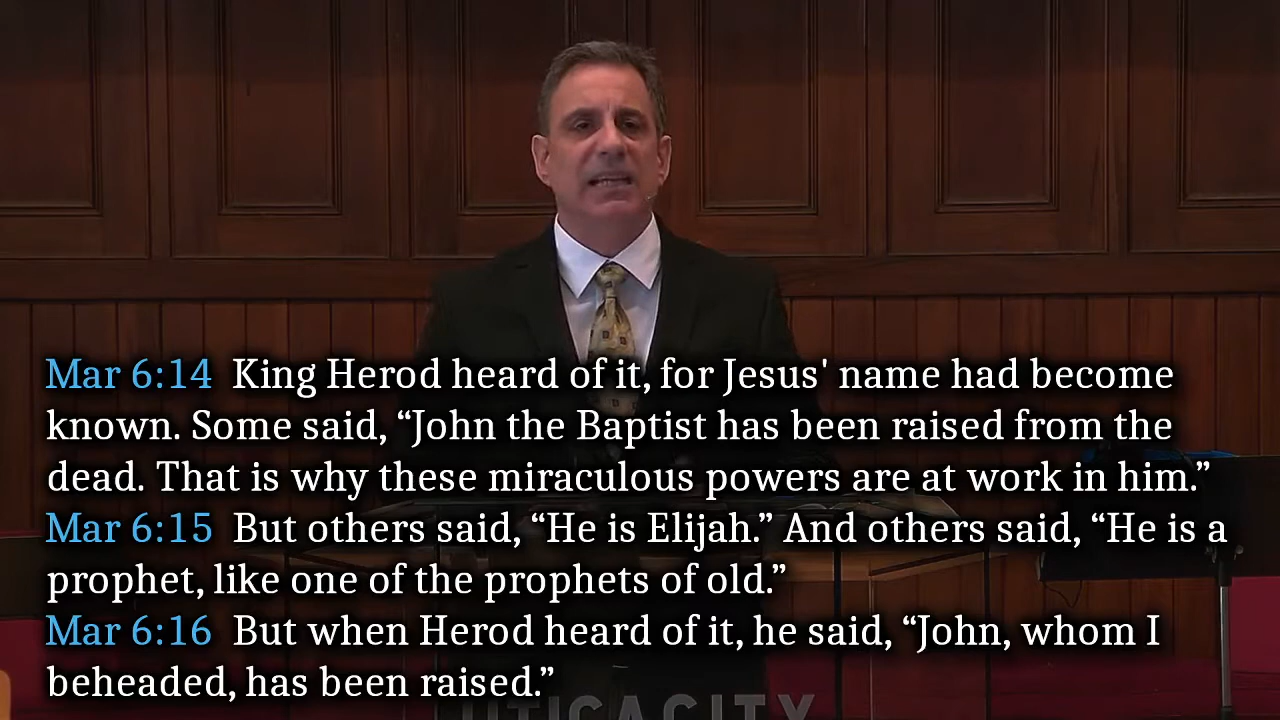 Mar 6:14 King Herod heard of it, for Jesus' name had become
known. Some said, “John the Baptist has been raised from the
dead. That is why these miraculous powers are at work in him.”
Mar 6:15 But others said, “He is Elijah.” And others said, “He is a
prophet, like one of the prophets of old.”
Mar 6:16 But when Herod heard of it, he said, “John, whom I
beheaded, has been raised.”
UTICACITY